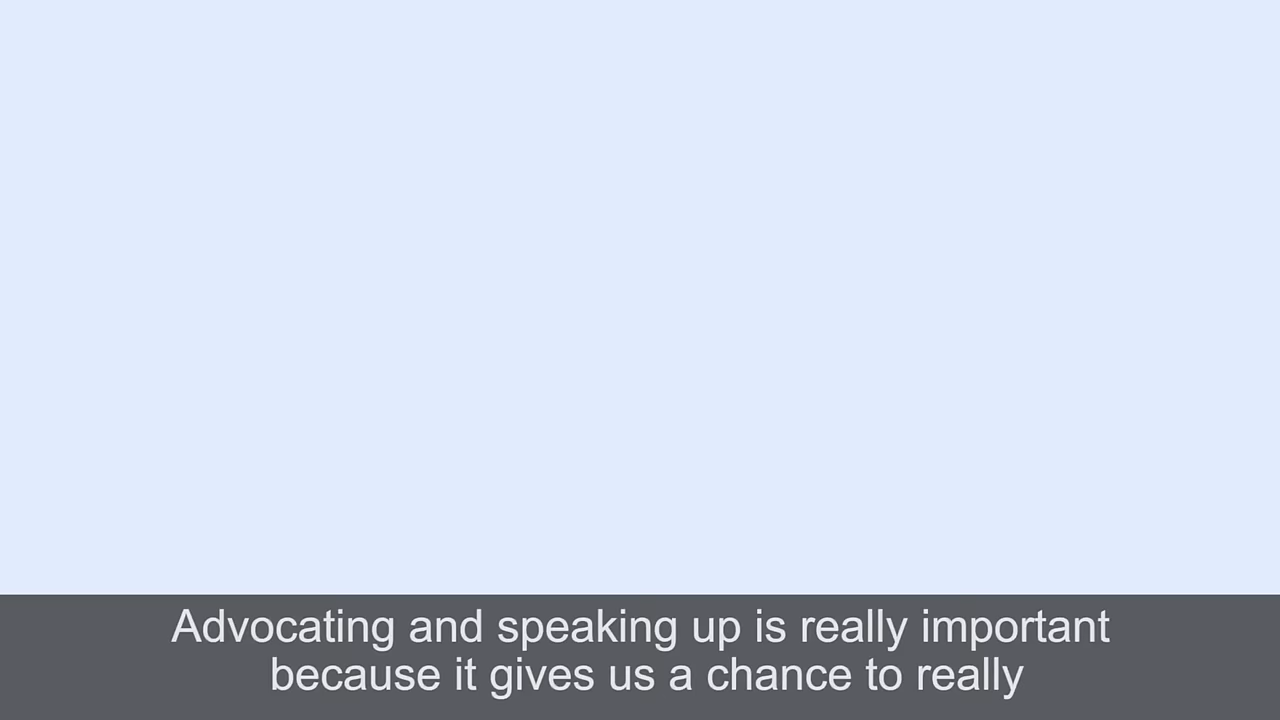 Advocating and speaking up is really important
because it gives us a chance to really